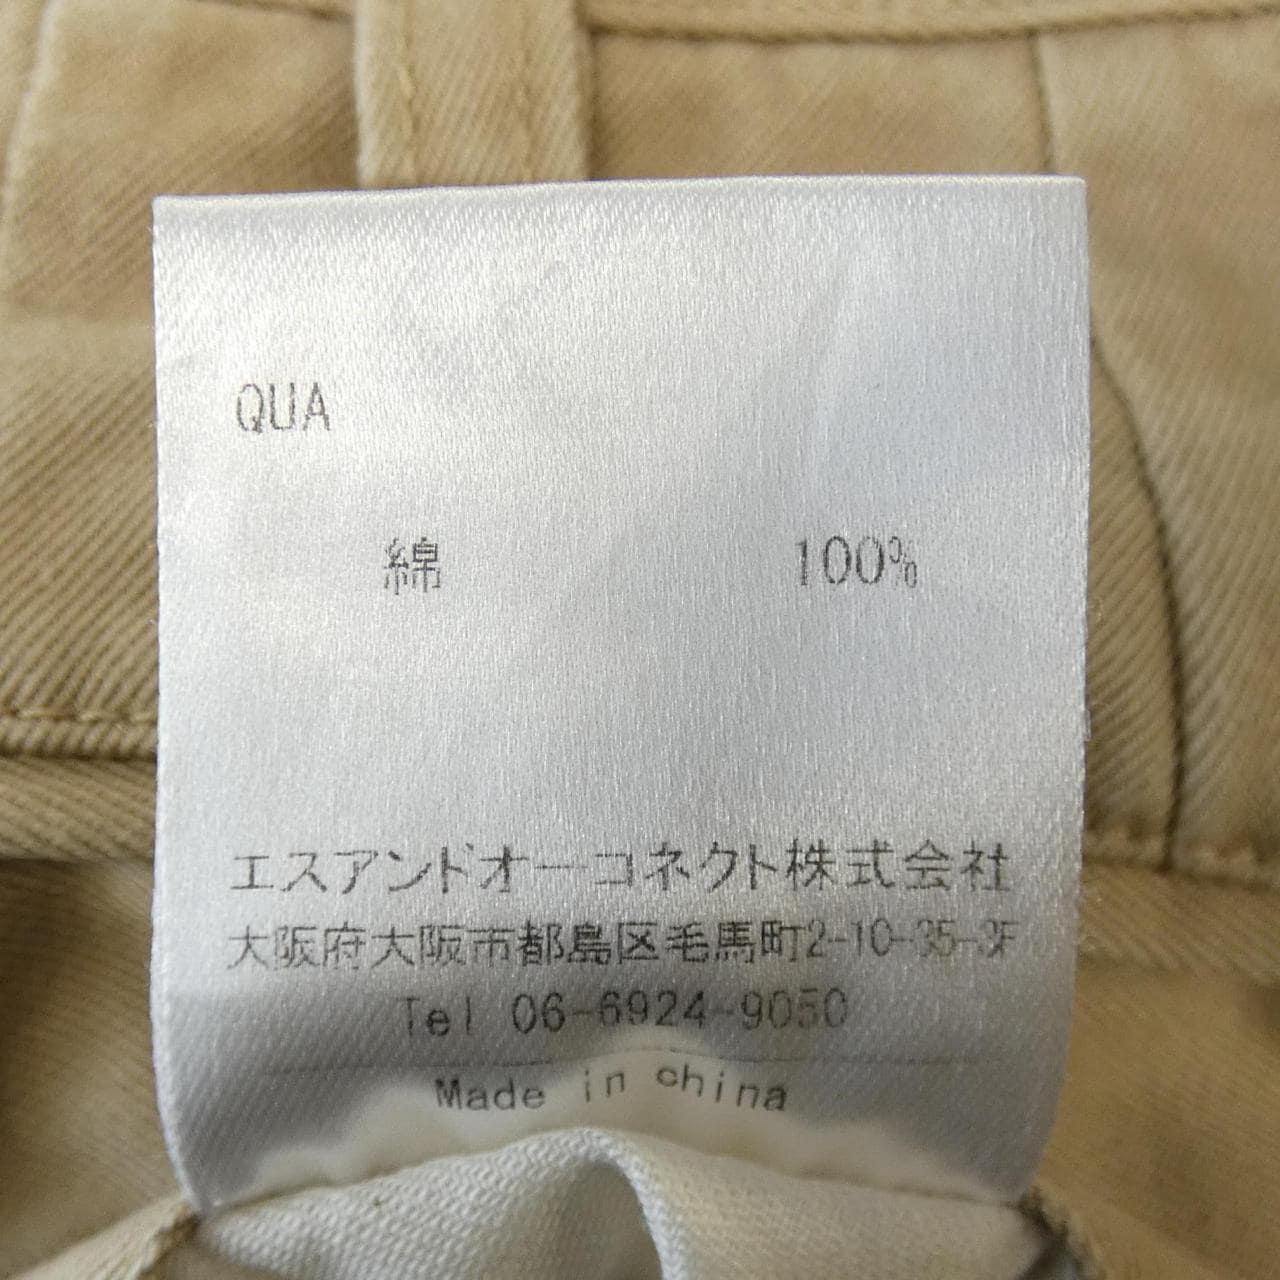 QUA
綿 100%
エスアンドオーコネクト株式会社
大阪府大阪市都島区毛馬町2-10-35-3F
Tel 06-6924-9050
Made in china